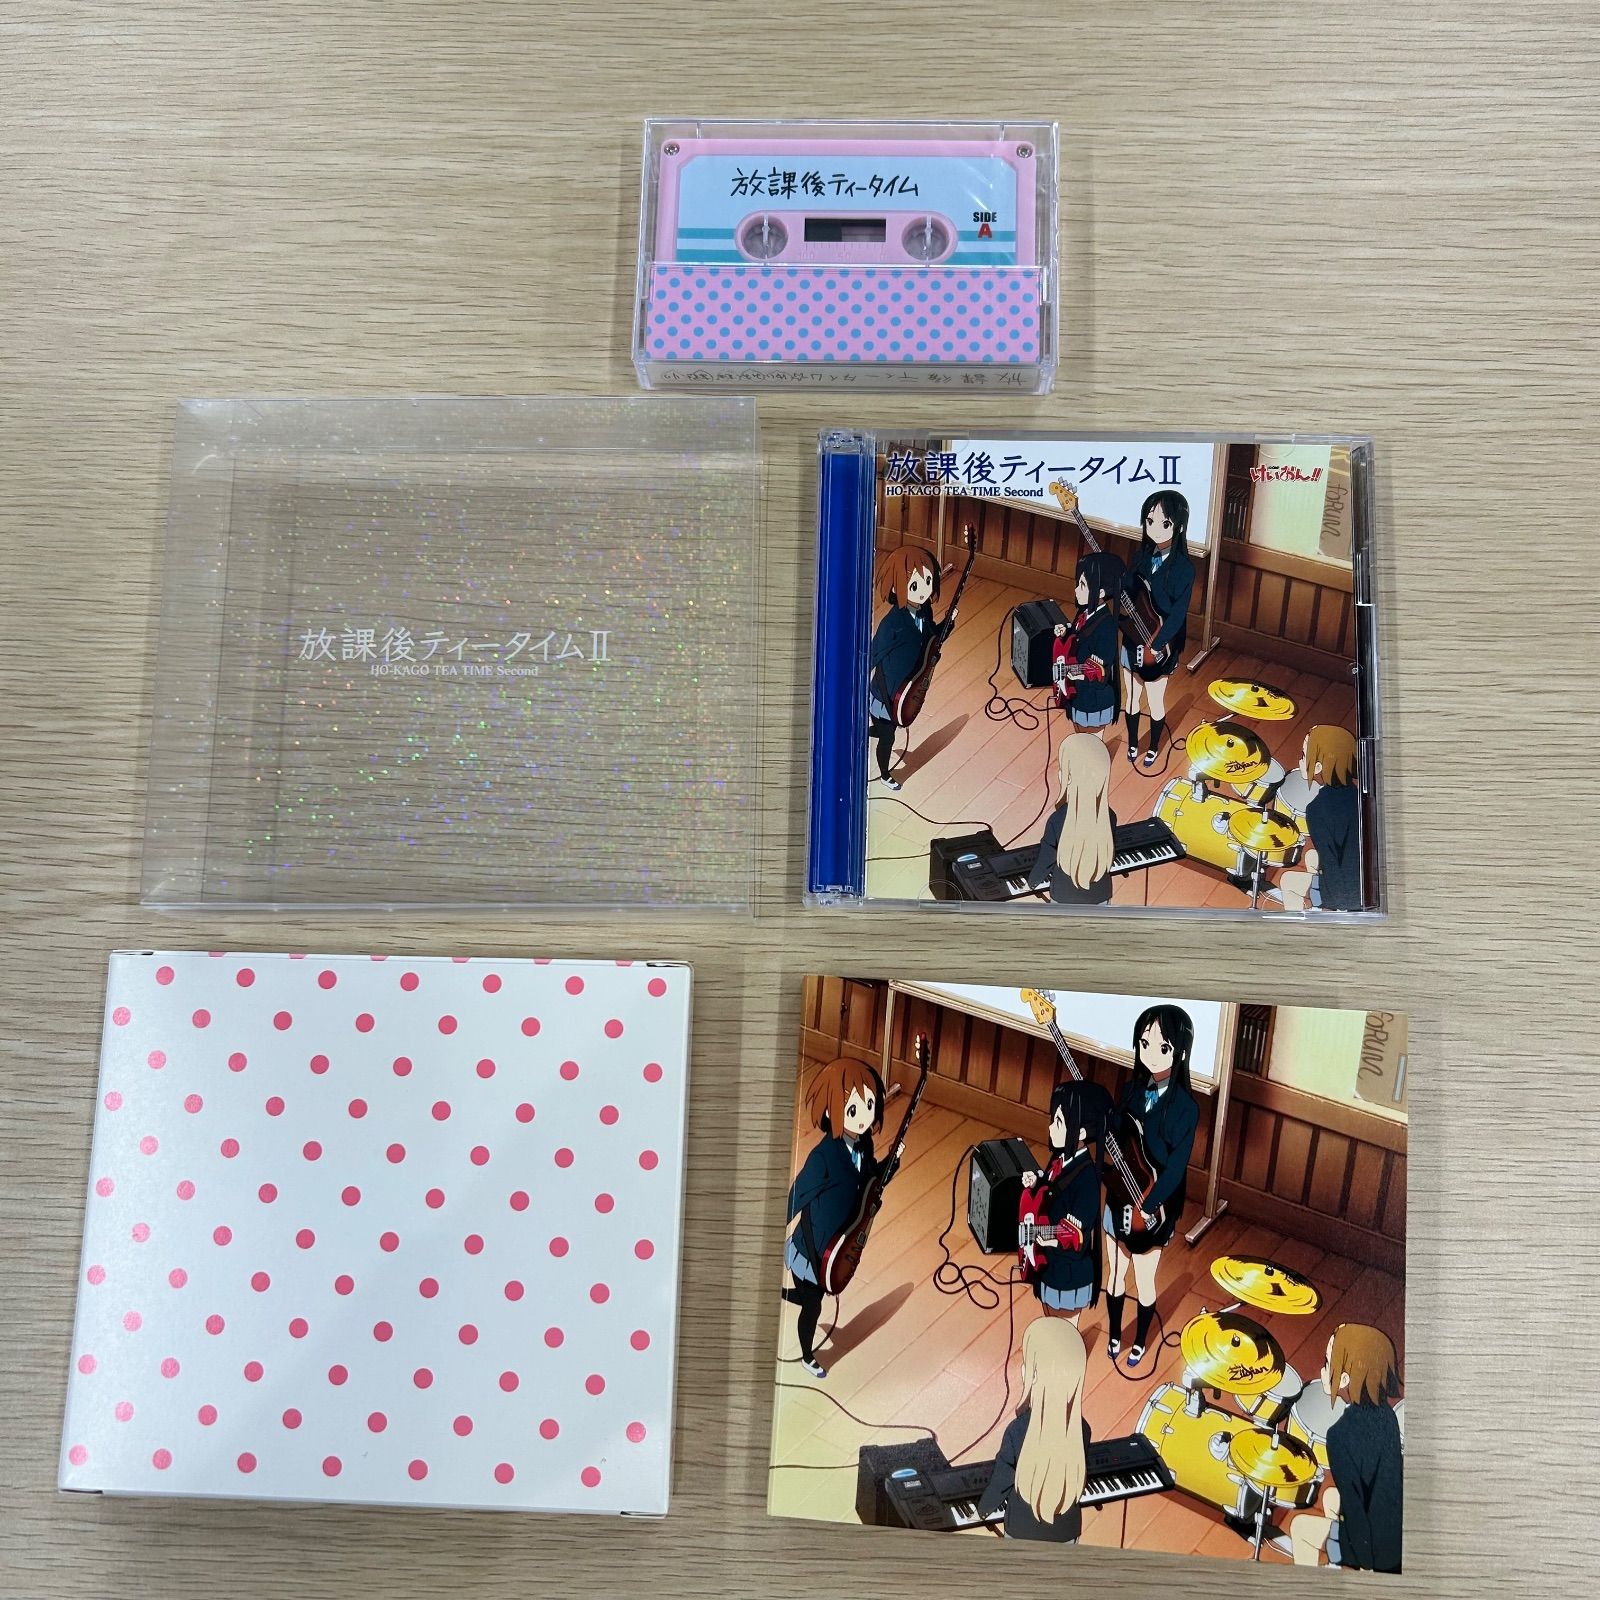 放課後ティータイム
SIDE
A
放課後ティータイムII
HO-KAGO TEA TIME Second
けいおん!!
Zildjian
放課後ティータイムII
HO-KAGO TEA TIME Second
Zildjian